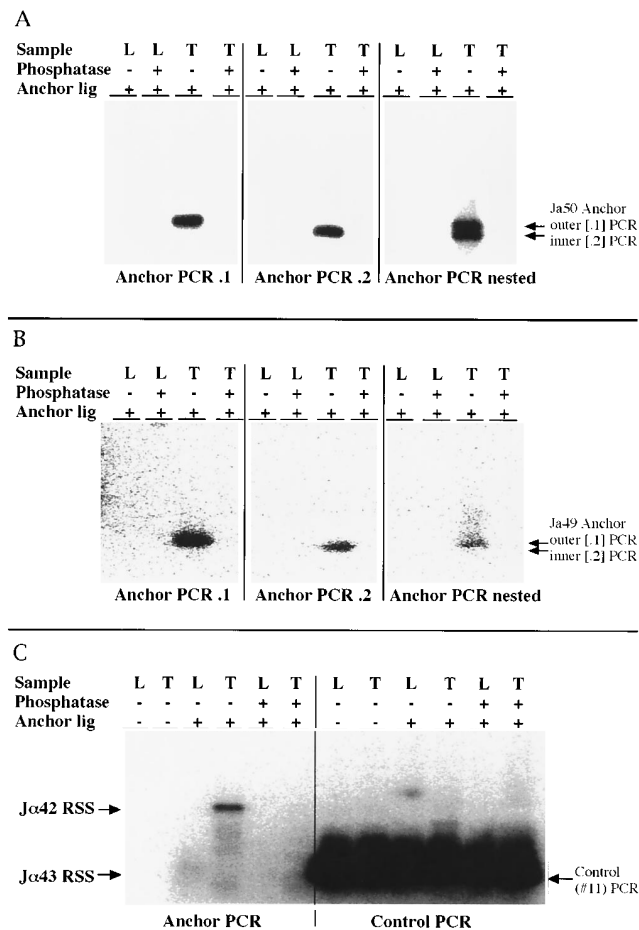 A
Sample L L T T L L T T L L T T
Phosphatase - + - + - + - + - + - +
Anchor lig + + + + + + + + + + + +
Ja50 Anchor
outer [.1] PCR
inner [.2] PCR
Anchor PCR .1 Anchor PCR .2 Anchor PCR nested
B
Sample L L T T L L T T L L T T
Phosphatase - + - + - + - + - + - +
Anchor lig + + + + + + + + + + + +
Ja-49 Anchor
outer [.1] PCR
inner [.2] PCR
Anchor PCR .1 Anchor PCR .2 Anchor PCR nested
C
Sample L T L T L T L T L T L T
Phosphatase - - - - + + - - - - + +
Anchor lig - - + + + + - - + + + +
Jα42 RSS
Jα43 RSS
Control
(#11) PCR
Anchor PCR Control PCR